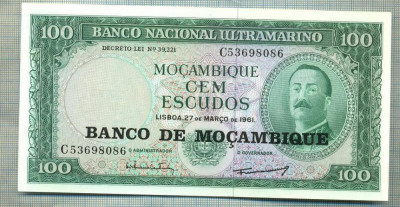 100 BANCO NACIONAL ULTRAMARINO 100
DECRETO-LEI Nº 39,221 C53698086
MOÇAMBIQUE
CEM
ESCUDOS
LISBOA, 27 DE MARÇO DE 1961.
BANCO DE MOÇAMBIQUE
C53698086 O ADMINISTRADOR O GOVERNADOR
100 100